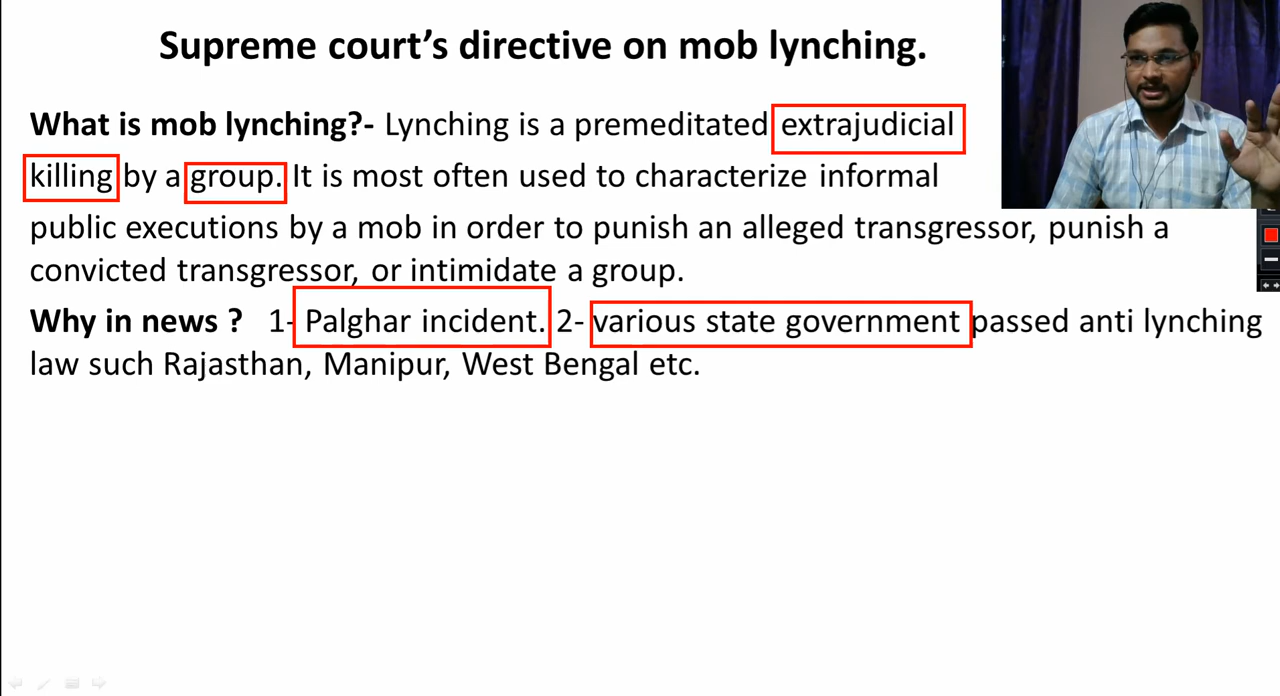 Supreme court’s directive on mob lynching.
What is mob lynching?- Lynching is a premeditated extrajudicial
killing by a group. It is most often used to characterize informal
public executions by a mob in order to punish an alleged transgressor, punish a
convicted transgressor, or intimidate a group.
Why in news ? 1- Palghar incident. 2- various state government passed anti lynching
law such Rajasthan, Manipur, West Bengal etc.